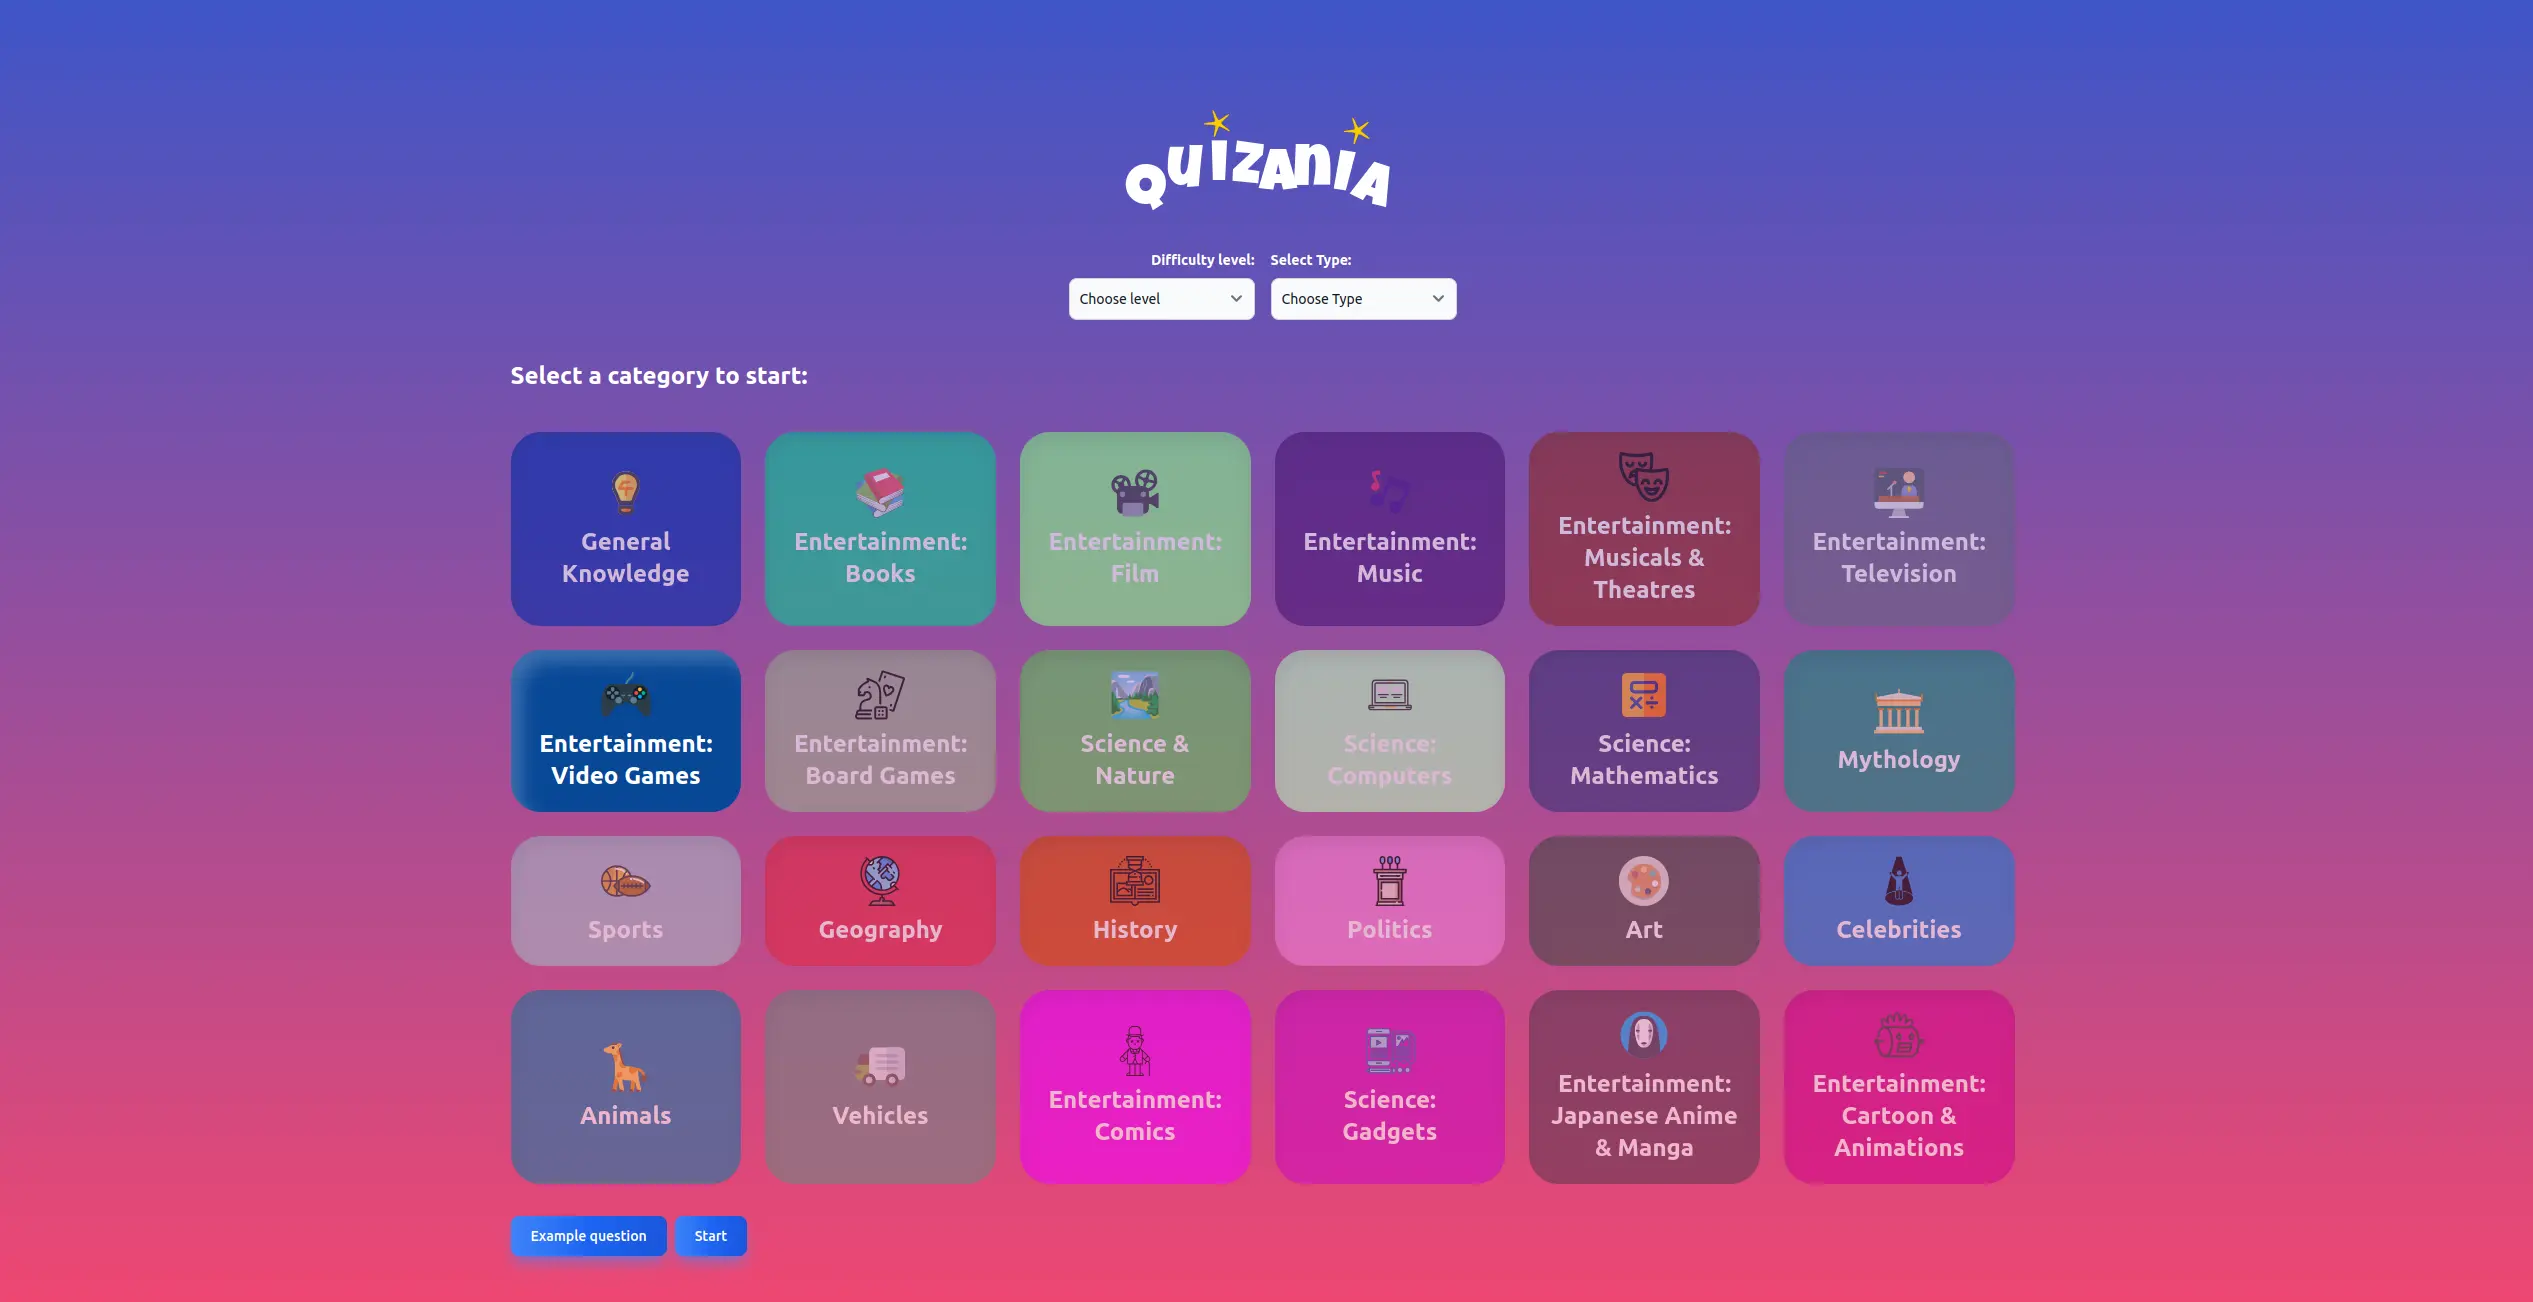 QUIZANIA
Difficulty level: Select Type:
Choose level Choose Type
Select a category to start:
General
Knowledge
Entertainment:
Books
Entertainment:
Film
Entertainment:
Music
Entertainment:
Musicals &
Theatres
Entertainment:
Television
Entertainment:
Video Games
Entertainment:
Board Games
Science &
Nature
Science:
Computers
Science:
Mathematics
Mythology
Sports
Geography
History
Politics
Art
Celebrities
Animals
Vehicles
Entertainment:
Comics
Science:
Gadgets
Entertainment:
Japanese Anime
& Manga
Entertainment:
Cartoon &
Animations
Example question
Start